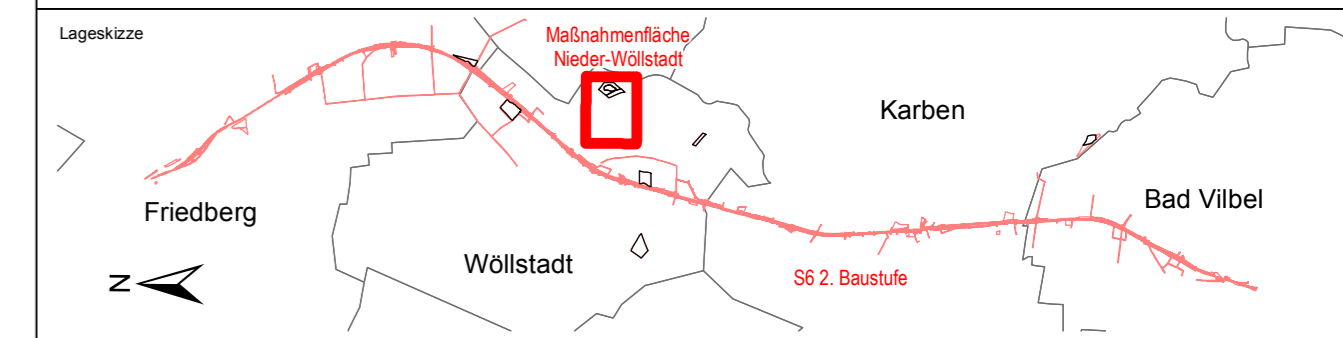 Lageskizze
Maßnahmenfläche
Nieder-Wöllstadt
Karben
Friedberg
Bad Vilbel
Wöllstadt
S6 2. Baustufe
N